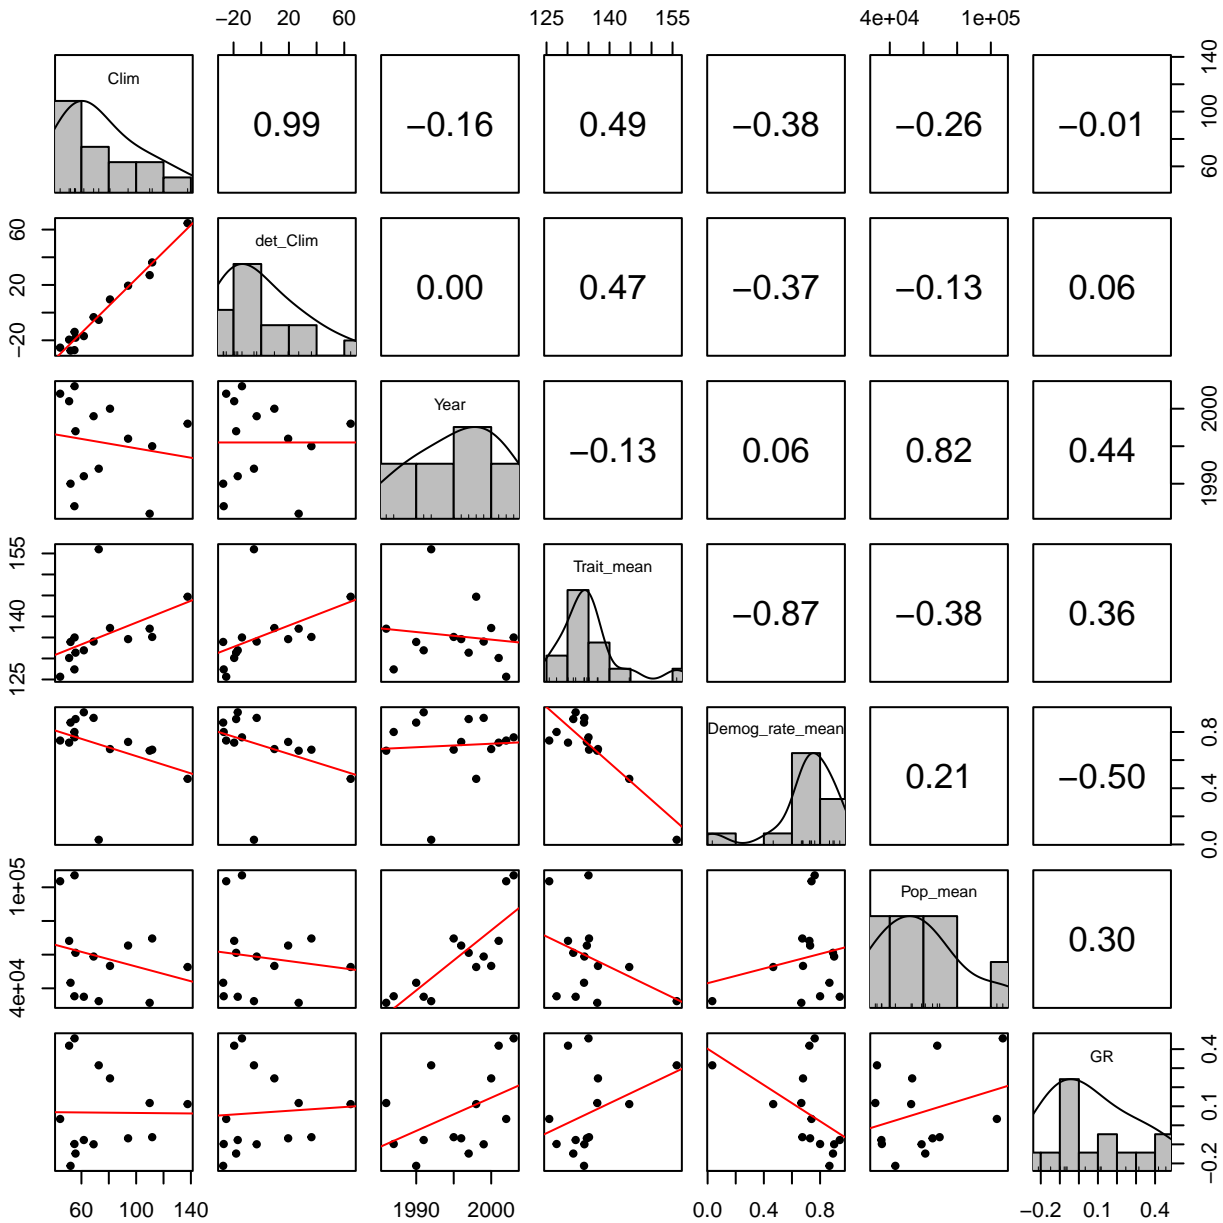 −20 20 60 125 140 155 4e+04 1e+05
Clim 0.99 −0.16 0.49 −0.38 −0.26 −0.01 60 100 140
−20 20 60 det_Clim 0.00 0.47 −0.37 −0.13 0.06
Year −0.13 0.06 0.82 0.44 1990 2000
125 140 155 Trait_mean −0.87 −0.38 0.36
Demog_rate_mean 0.21 −0.50 0.0 0.4 0.8
4e+04 1e+05 Pop_mean 0.30
GR −0.2 0.1 0.4
60 100 140 1990 2000 0.0 0.4 0.8 −0.2 0.1 0.4